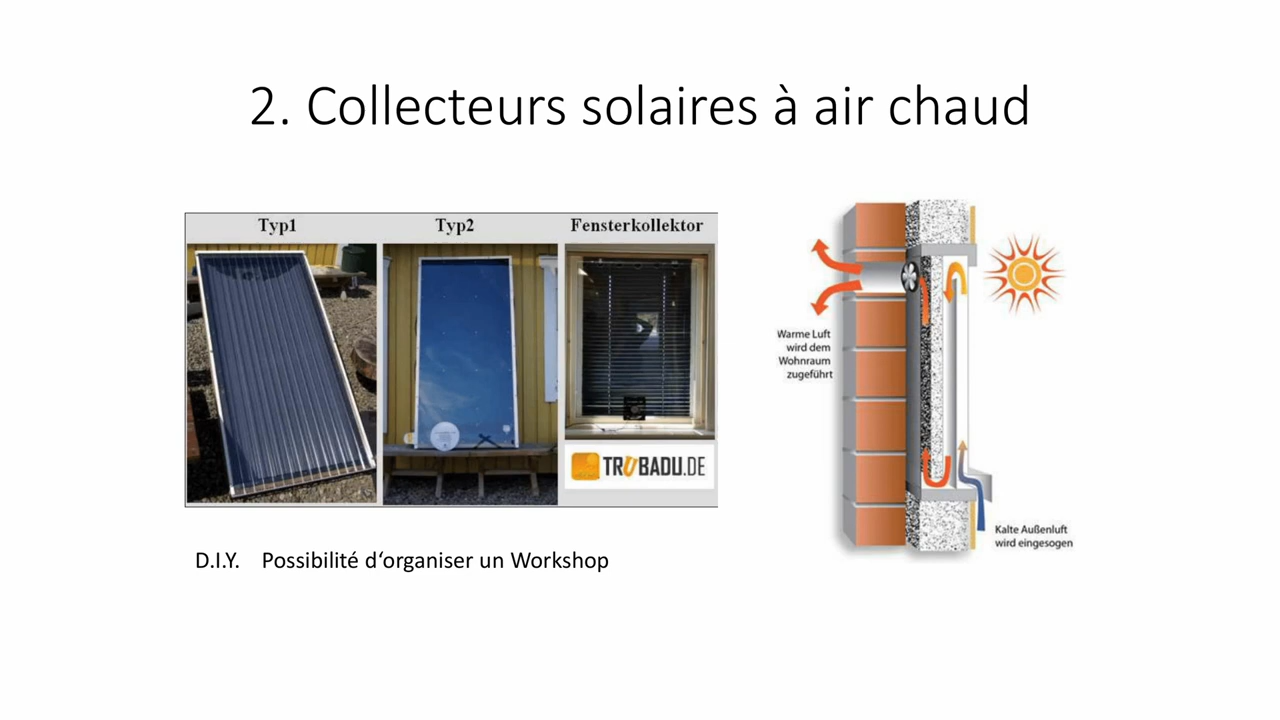 2. Collecteurs solaires à air chaud
Typ1
Typ2
Fensterkollektor
TRUBADU.DE
Warme Luft
wird dem
Wohnraum
zugeführt
Kalte Außenluft
wird eingesogen
D.I.Y. Possibilité d‘organiser un Workshop